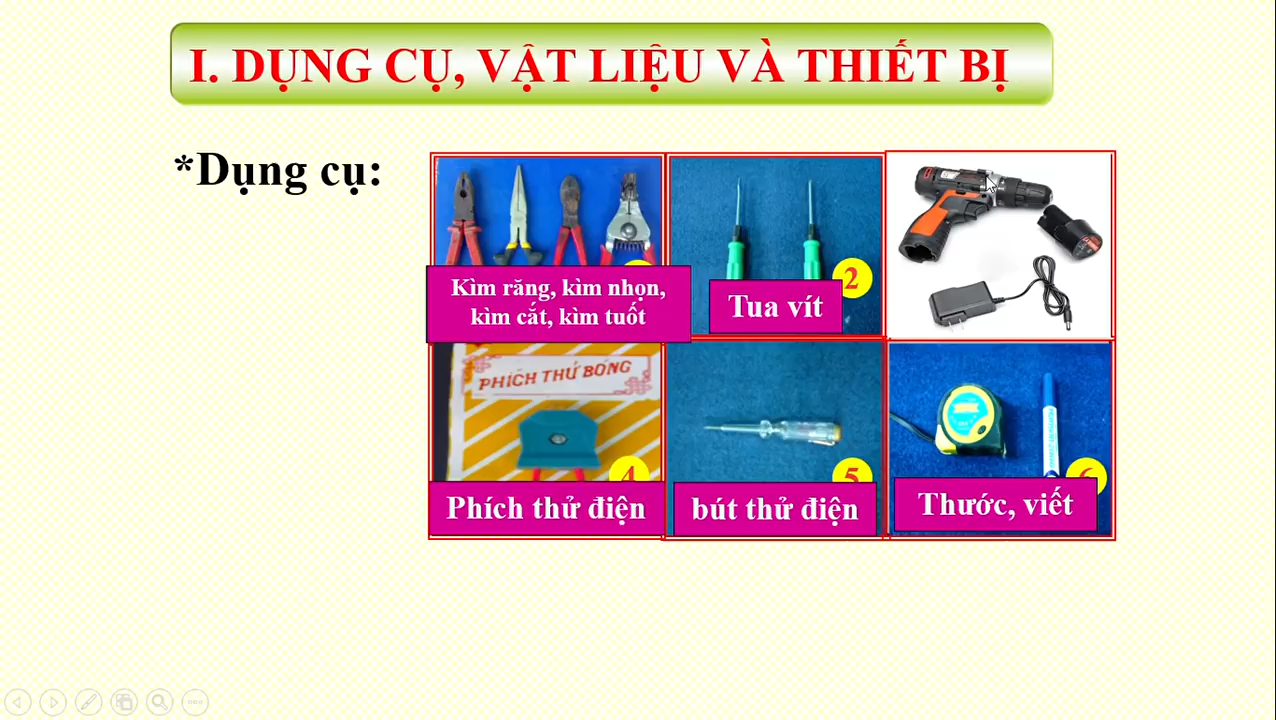 I. DỤNG CỤ, VẬT LIỆU VÀ THIẾT BỊ
*Dụng cụ:
Kìm răng, kìm nhọn,
kìm cắt, kìm tuốt
2
Tua vít
PHÍCH THỬ BÓNG
4
Phích thử điện
5
bút thử điện
6
Thước, viết